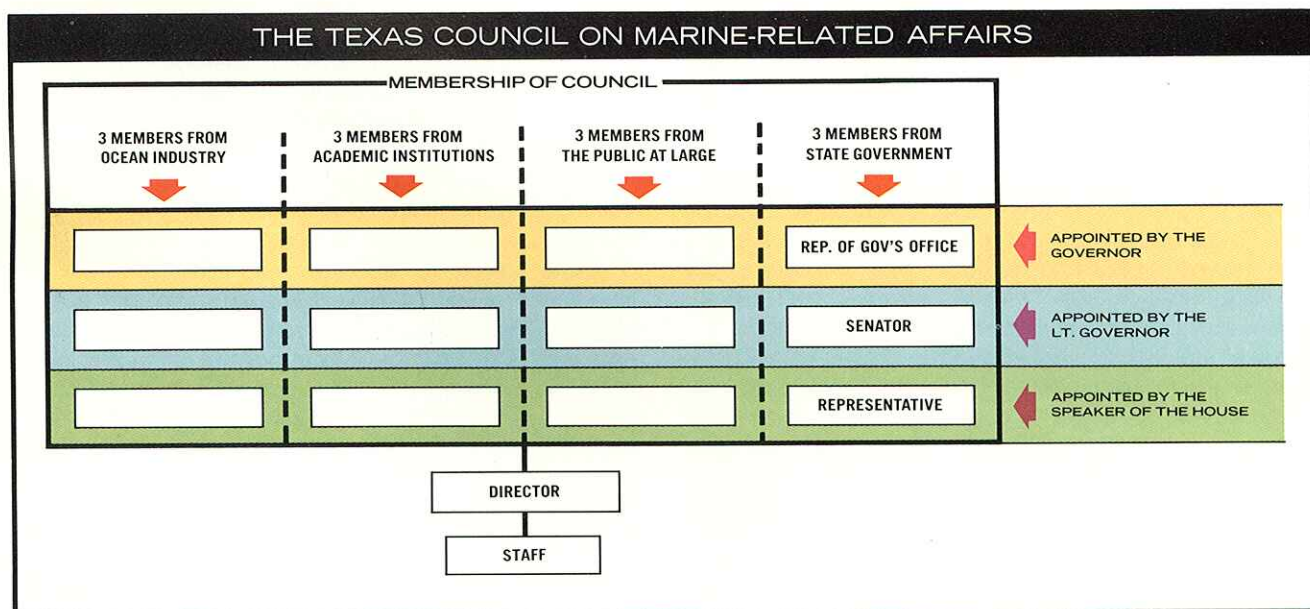 THE TEXAS COUNCIL ON MARINE-RELATED AFFAIRS
MEMBERSHIP OF COUNCIL
3 MEMBERS FROM
OCEAN INDUSTRY
3 MEMBERS FROM
ACADEMIC INSTITUTIONS
3 MEMBERS FROM
THE PUBLIC AT LARGE
3 MEMBERS FROM
STATE GOVERNMENT
REP. OF GOV'S OFFICE
APPOINTED BY THE
GOVERNOR
SENATOR
APPOINTED BY THE
LT. GOVERNOR
REPRESENTATIVE
APPOINTED BY THE
SPEAKER OF THE HOUSE
DIRECTOR
STAFF